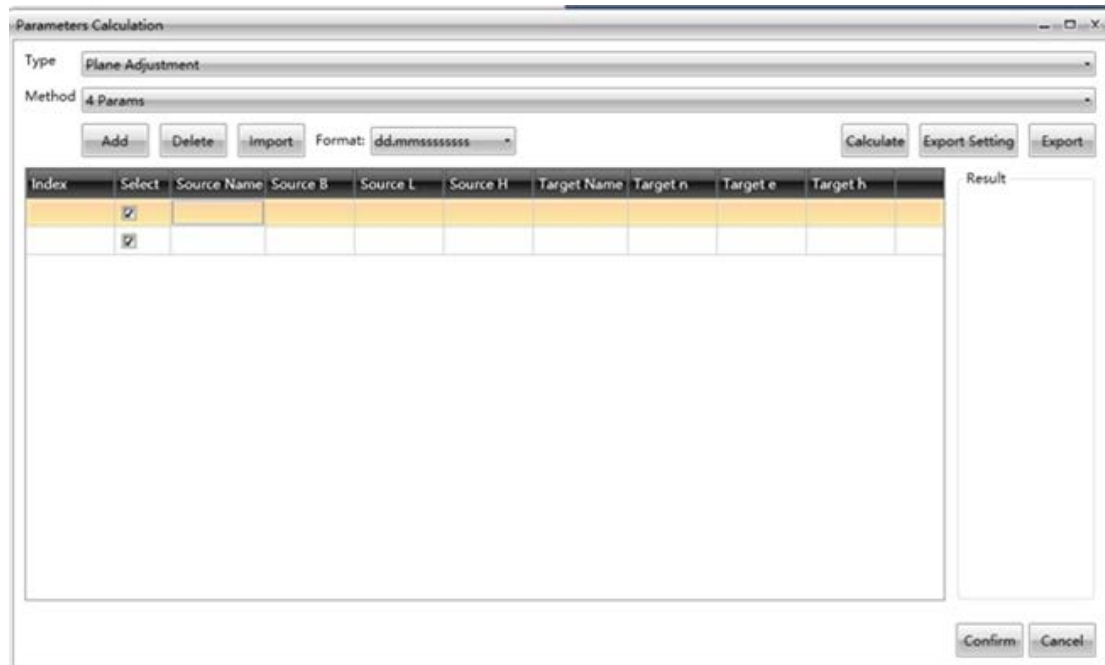 Parameters Calculation
Type Plane Adjustment
Method 4 Params
Add Delete Import Format: dd.mmssssssss Calculate Export Setting Export
Index Select Source Name Source B Source L Source H Target Name Target n Target e Target h Result
Confirm Cancel